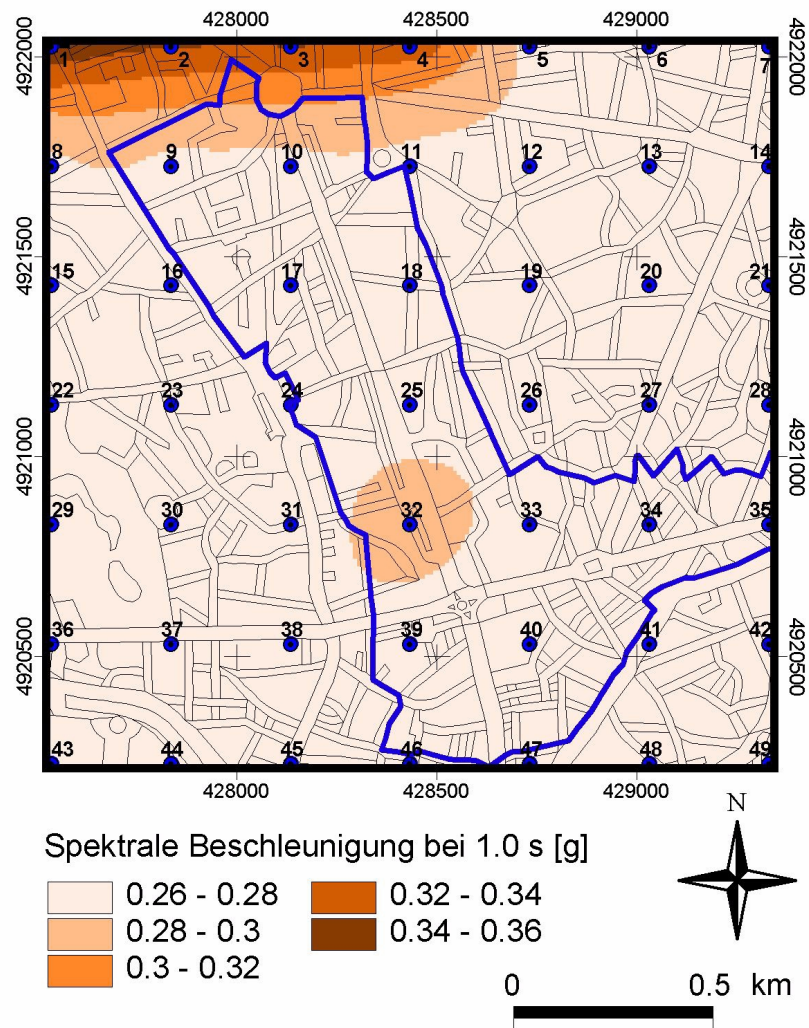 428000 428500 429000
4922000 4922000
1 2 3 4 5 6 7
8 9 10 11 12 13 14
4921500 4921500
15 16 17 18 19 20 21
22 23 24 25 26 27 28
4921000 4921000
29 30 31 32 33 34 35
36 37 38 39 40 41 42
4920500 4920500
43 44 45 46 47 48 49
428000 428500 429000
N
Spektrale Beschleunigung bei 1.0 s [g]
0.26 - 0.28 0.32 - 0.34
0.28 - 0.3 0.34 - 0.36
0.3 - 0.32
0 0.5 km